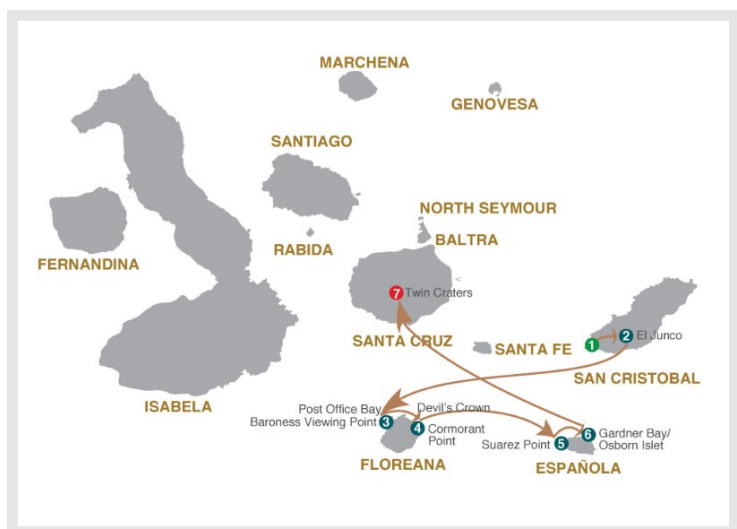 MARCHENA
GENOVESA
SANTIAGO
NORTH SEYMOUR
BALTRA
RABIDA
FERNANDINA
7 Twin Craters
SANTA CRUZ
1
2 El Junco
SANTA FE
SAN CRISTOBAL
ISABELA
Post Office Bay
Baroness Viewing Point
3
Devil's Crown
4 Cormorant
Point
FLOREANA
Suarez Point 5
6 Gardner Bay/
Osborn Islet
ESPAÑOLA